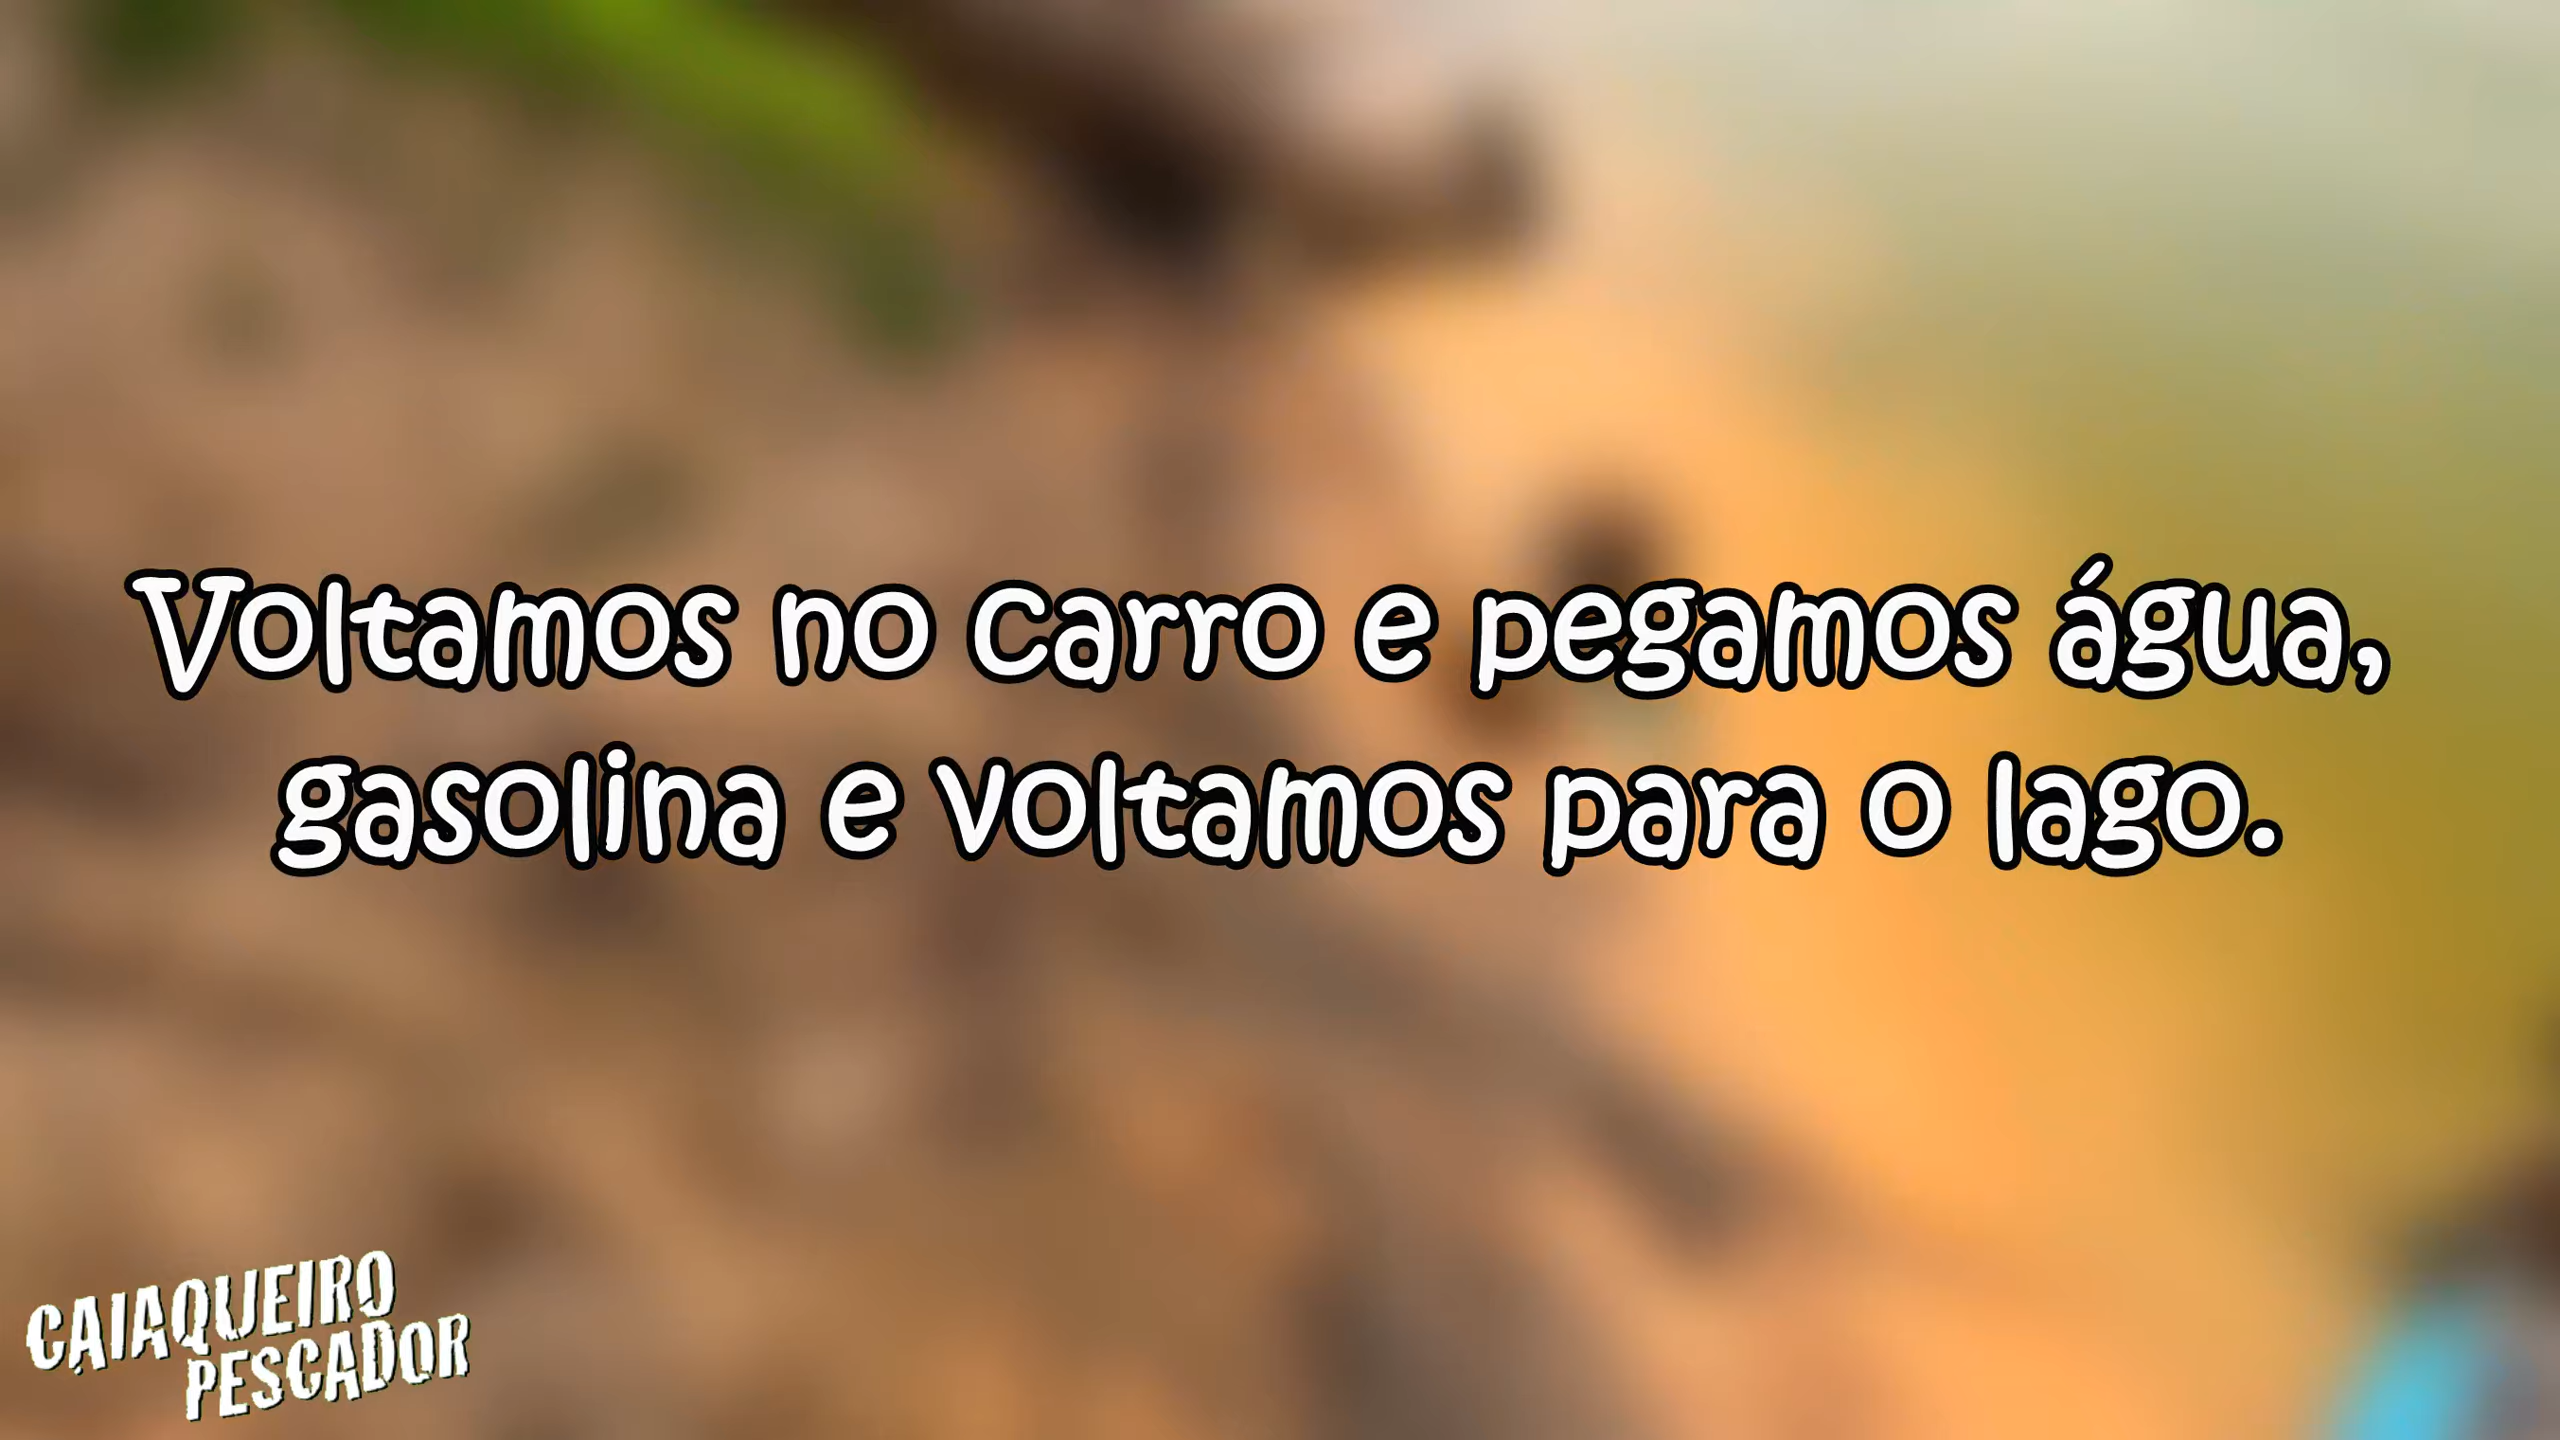 Voltamos no carro e pegamos água,
gasolina e voltamos para o lago.
CAIAQUEIRO
PESCADOR